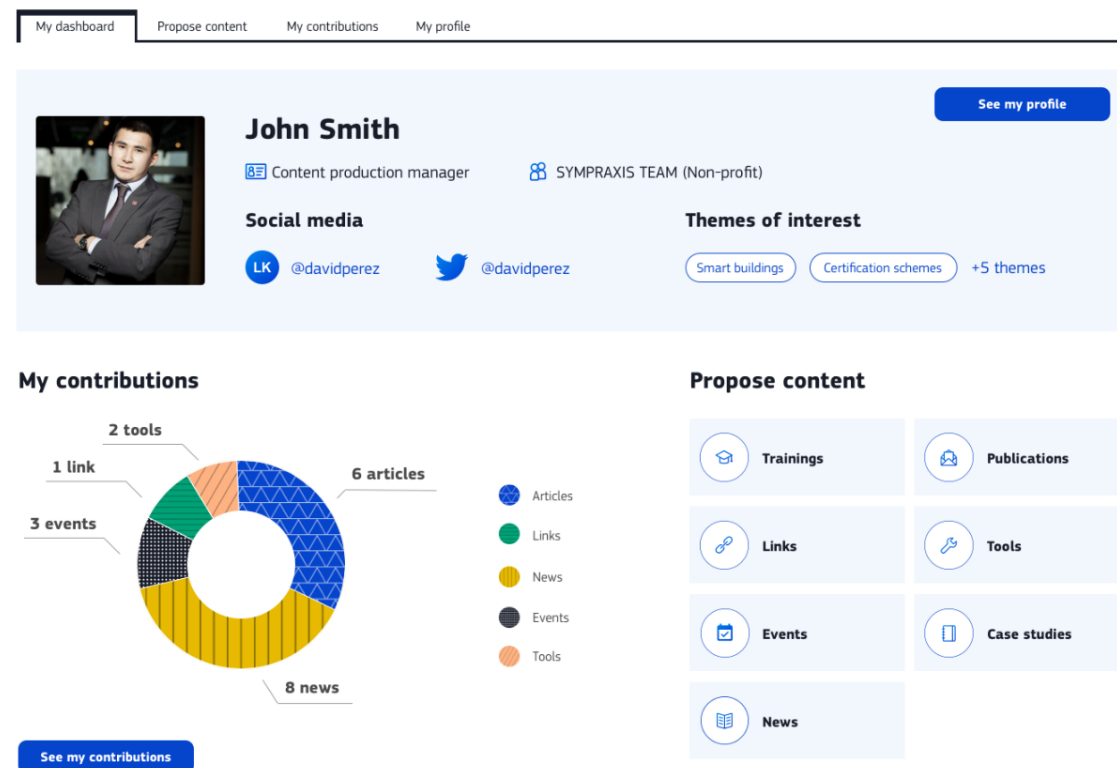 My dashboard
Propose content
My contributions
My profile
See my profile
John Smith
Content production manager
SYMPRAXIS TEAM (Non-profit)
Social media
Themes of interest
LK
@davidperez
@davidperez
Smart buildings
Certification schemes
+5 themes
My contributions
2 tools
1 link
3 events
6 articles
8 news
Articles
Links
News
Events
Tools
See my contributions
Propose content
Trainings
Publications
Links
Tools
Events
Case studies
News